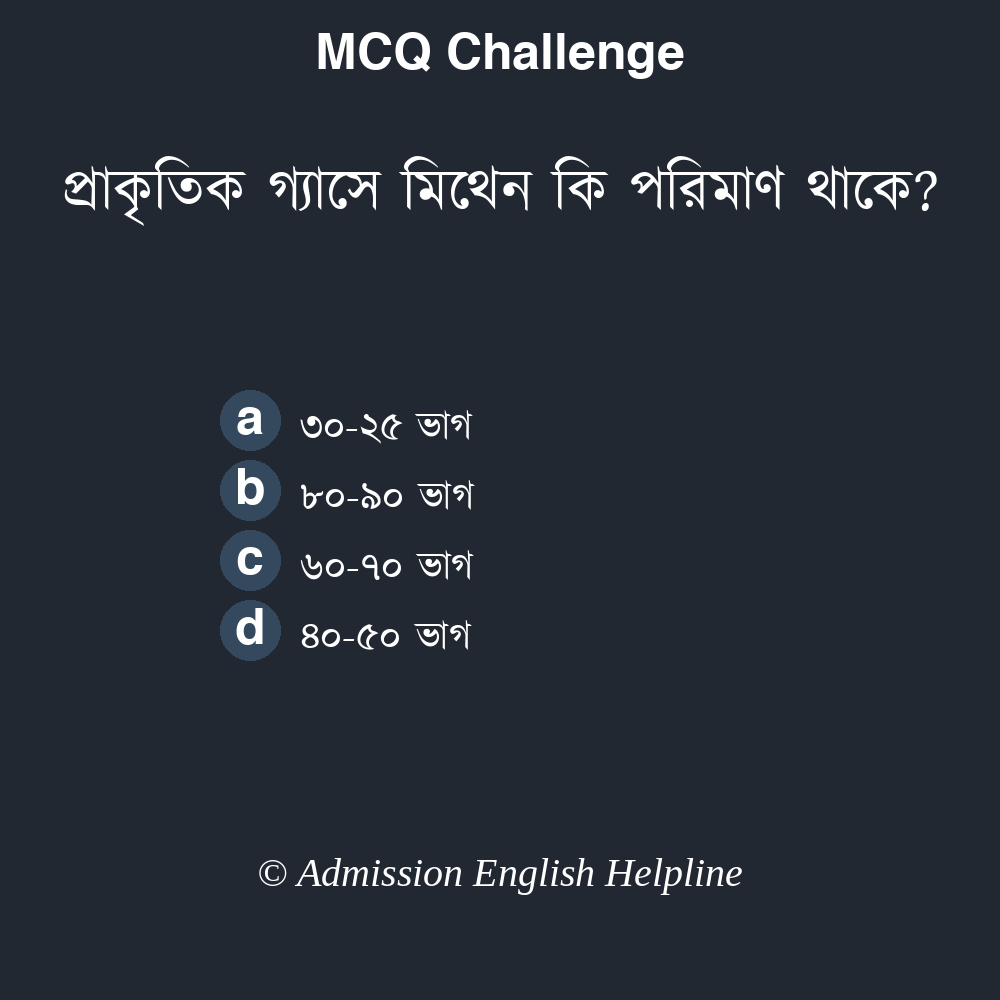 MCQ Challenge
প্রাকৃতিক গ্যাসে মিথেন কি পরিমাণ থাকে?
a ৩০-২৫ ভাগ
b ৮০-৯০ ভাগ
c ৬০-৭০ ভাগ
d ৪০-৫০ ভাগ
© Admission English Helpline